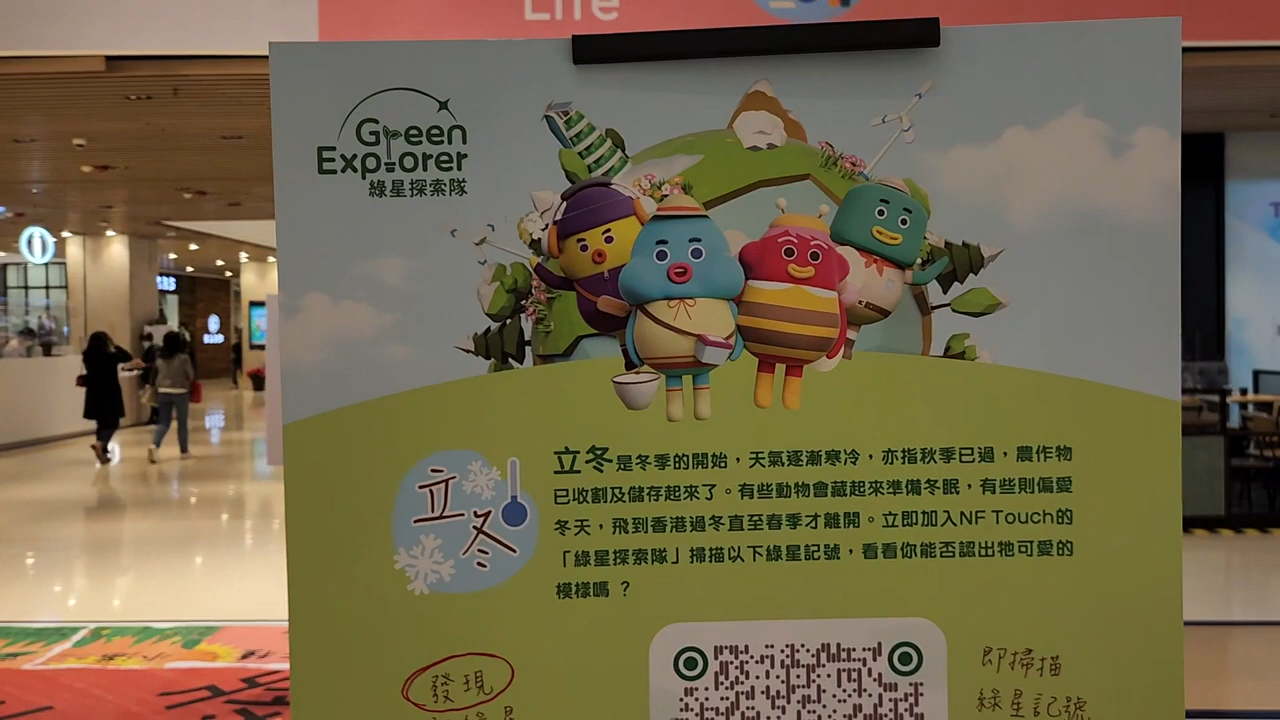 Life
Green
Explorer
綠星探索隊
立冬
立冬是冬季的開始，天氣逐漸寒冷，亦指秋季已過，農作物
已收割及儲存起來了。有些動物會藏起來準備冬眠，有些則偏愛
冬天，飛到香港過冬直至春季才離開。立即加入NF Touch的
「綠星探索隊」掃描以下綠星記號，看看你能否認出牠可愛的
模樣嗎？
發現
即掃描
綠星記號